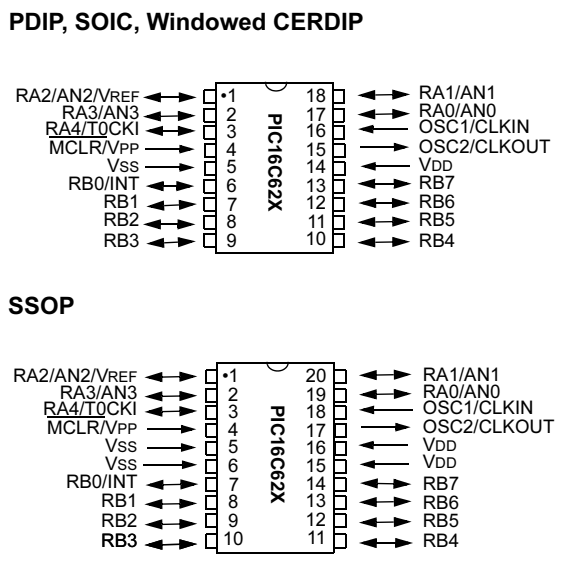 PDIP, SOIC, Windowed CERDIP
RA2/AN2/VREF •1 18 RA1/AN1
RA3/AN3 2 17 RA0/AN0
RA4/T0CKI 3 16 OSC1/CLKIN
MCLR/VPP 4 15 OSC2/CLKOUT
VSS 5 14 VDD
RB0/INT 6 13 RB7
RB1 7 12 RB6
RB2 8 11 RB5
RB3 9 10 RB4
PIC16C62X
SSOP
RA2/AN2/VREF •1 20 RA1/AN1
RA3/AN3 2 19 RA0/AN0
RA4/T0CKI 3 18 OSC1/CLKIN
MCLR/VPP 4 17 OSC2/CLKOUT
VSS 5 16 VDD
VSS 6 15 VDD
RB0/INT 7 14 RB7
RB1 8 13 RB6
RB2 9 12 RB5
RB3 10 11 RB4
PIC16C62X